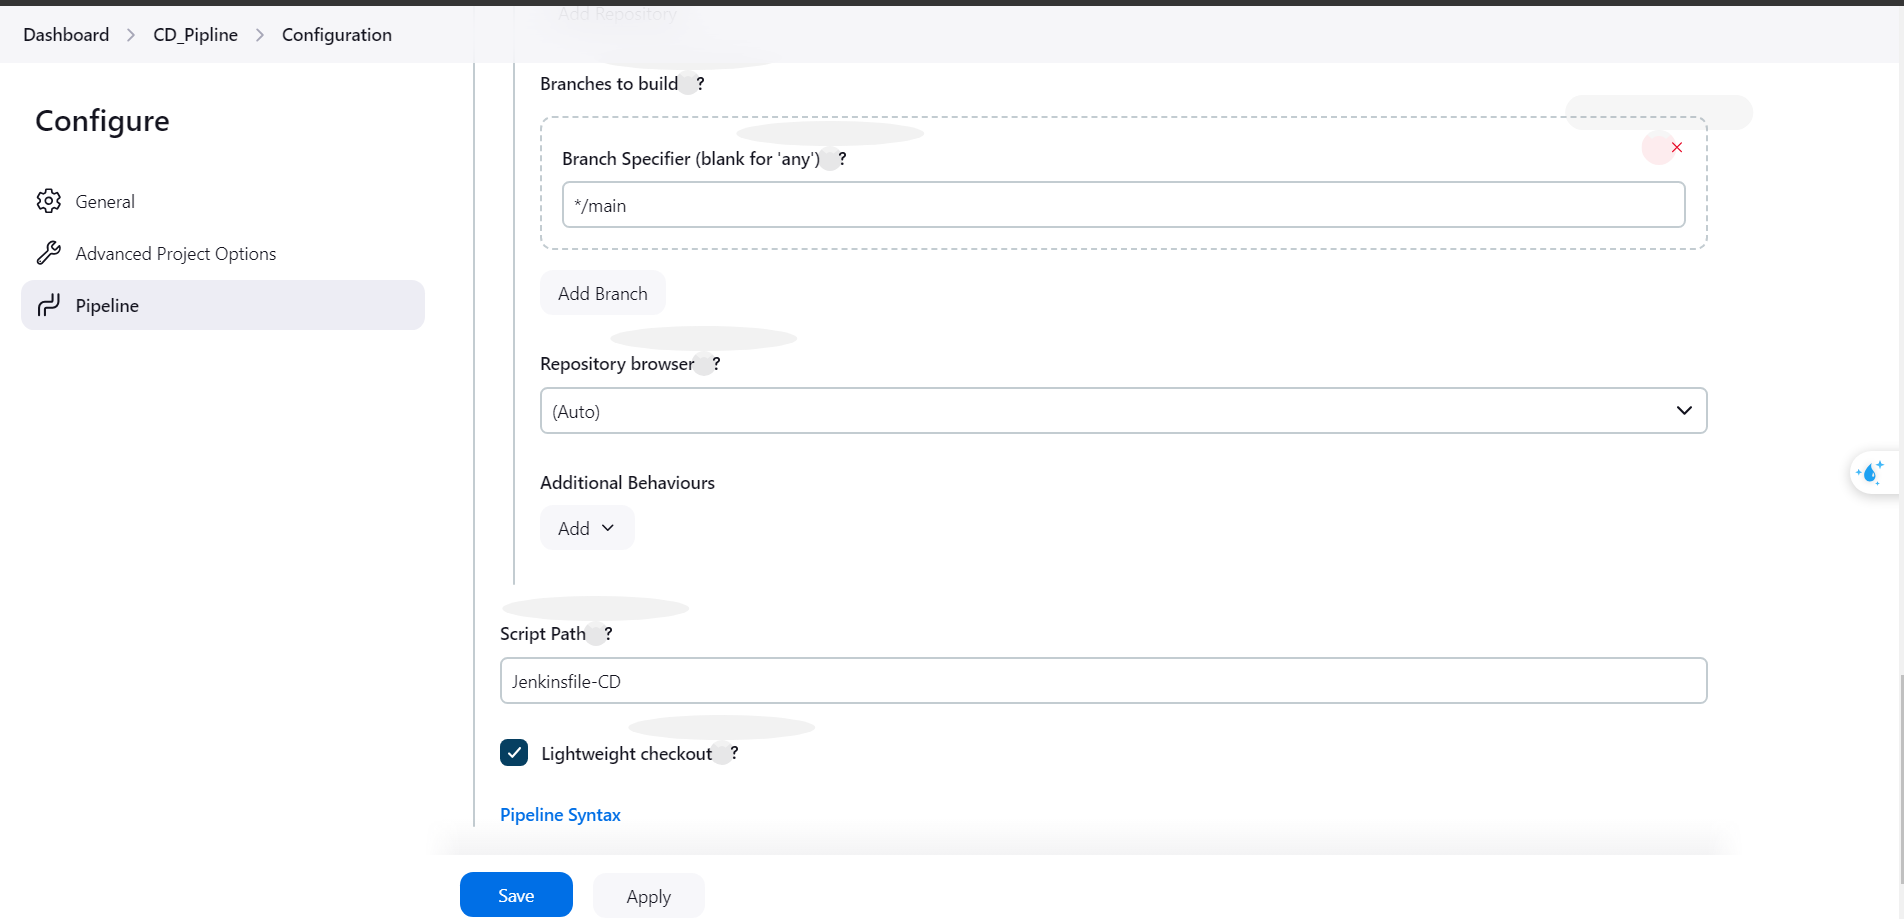 Add Repository
Dashboard > CD_Pipline > Configuration
Configure
General
Advanced Project Options
Pipeline
Branches to build ?
Branch Specifier (blank for 'any') ?
*/main
Add Branch
Repository browser ?
(Auto)
Additional Behaviours
Add
Script Path ?
Jenkinsfile-CD
Lightweight checkout ?
Pipeline Syntax
Save
Apply